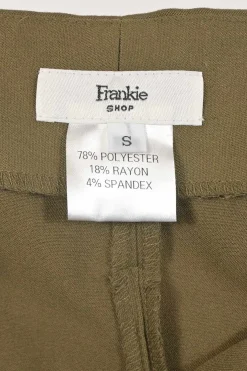 Frankie
SHOP
S
78% POLYESTER
18% RAYON
4% SPANDEX